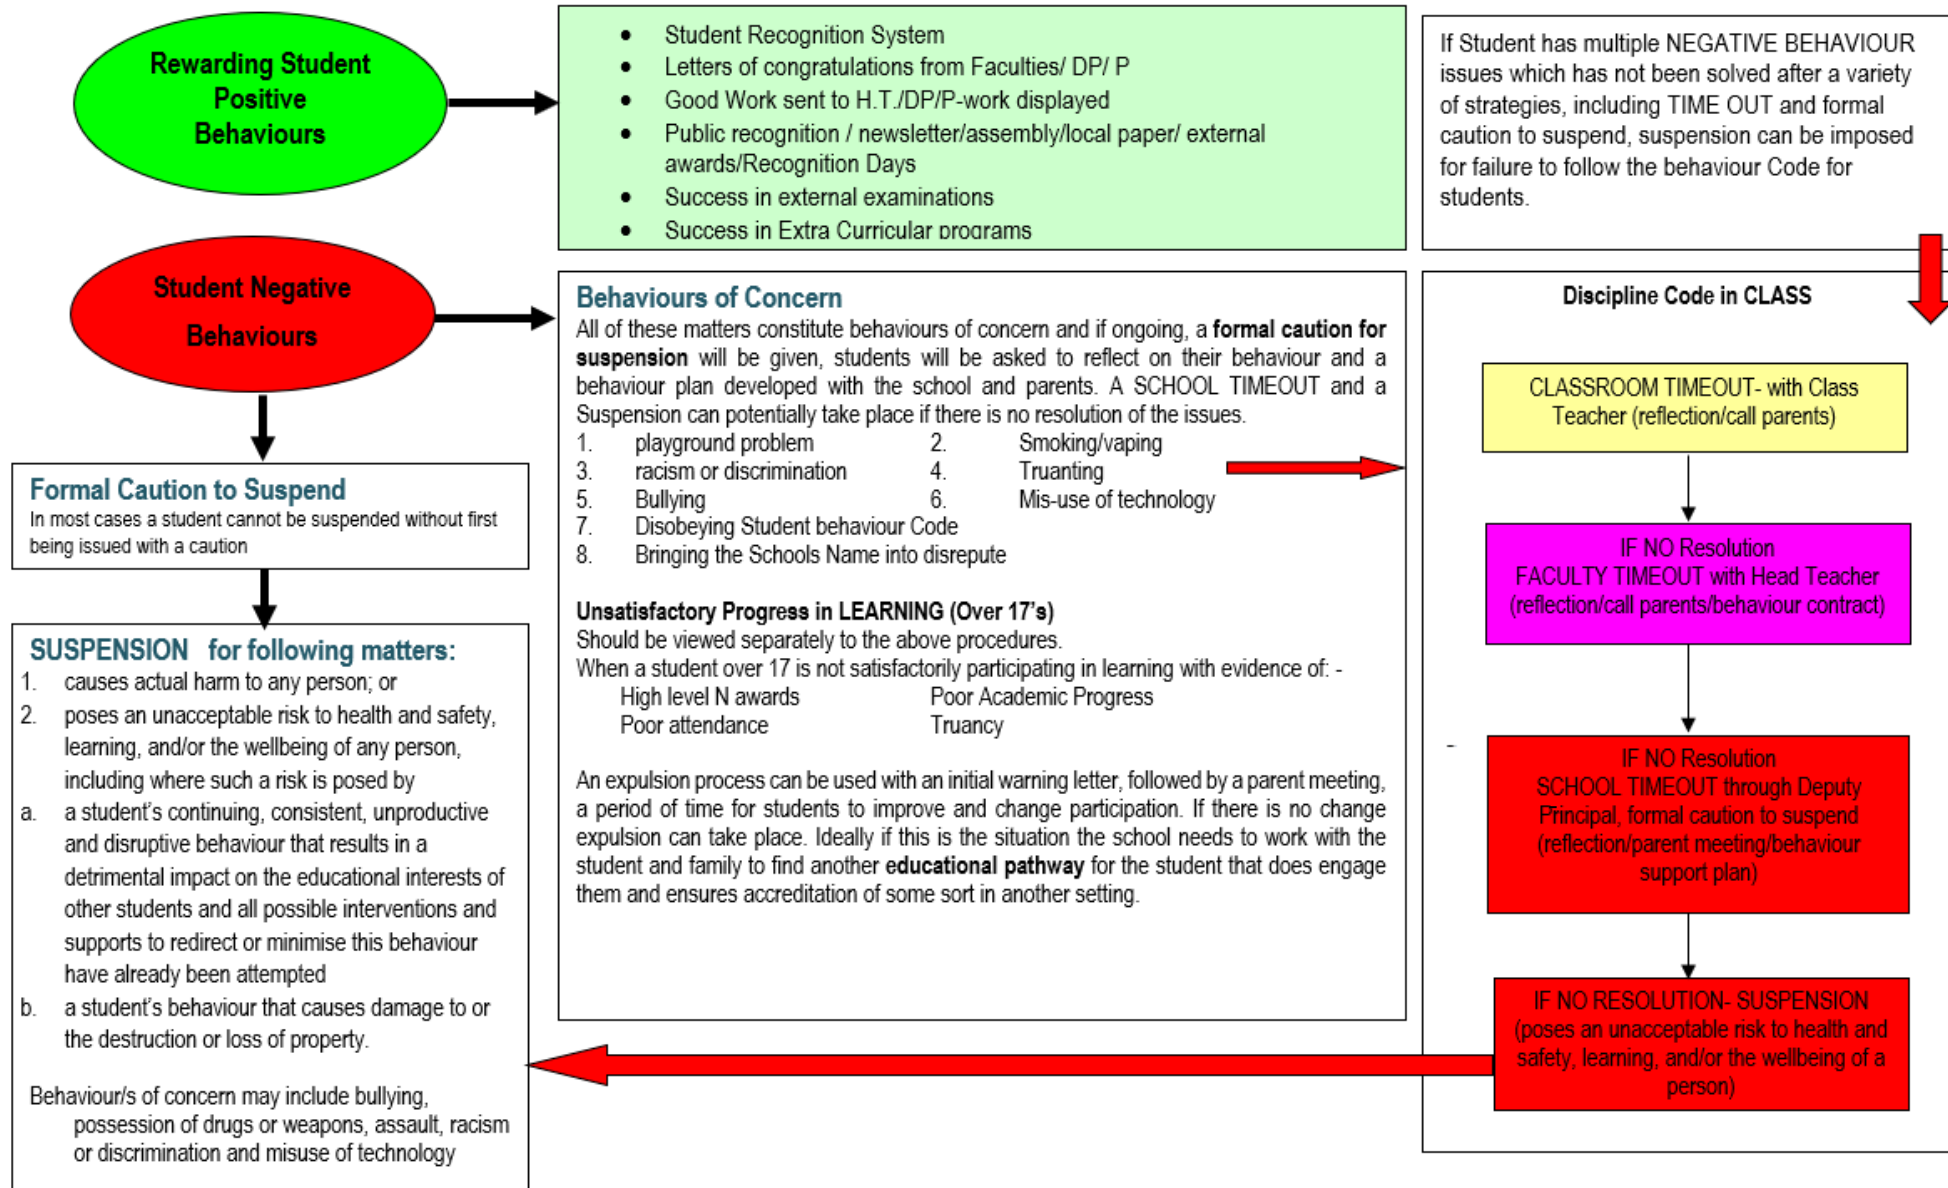 Rewarding Student
Positive
Behaviours
• Student Recognition System
• Letters of congratulations from Faculties/ DP/ P
• Good Work sent to H.T./DP/P-work displayed
• Public recognition / newsletter/assembly/local paper/ external
awards/Recognition Days
• Success in external examinations
• Success in Extra Curricular programs
If Student has multiple NEGATIVE BEHAVIOUR
issues which has not been solved after a variety
of strategies, including TIME OUT and formal
caution to suspend, suspension can be imposed
for failure to follow the behaviour Code for
students.
Student Negative
Behaviours
Formal Caution to Suspend
In most cases a student cannot be suspended without first
being issued with a caution
SUSPENSION for following matters:
1. causes actual harm to any person; or
2. poses an unacceptable risk to health and safety,
learning, and/or the wellbeing of any person,
including where such a risk is posed by
a. a student's continuing, consistent, unproductive
and disruptive behaviour that results in a
detrimental impact on the educational interests of
other students and all possible interventions and
supports to redirect or minimise this behaviour
have already been attempted
b. a student's behaviour that causes damage to or
the destruction or loss of property.
Behaviour/s of concern may include bullying,
possession of drugs or weapons, assault, racism
or discrimination and misuse of technology
Behaviours of Concern
All of these matters constitute behaviours of concern and if ongoing, a formal caution for
suspension will be given, students will be asked to reflect on their behaviour and a
behaviour plan developed with the school and parents. A SCHOOL TIMEOUT and a
Suspension can potentially take place if there is no resolution of the issues.
1. playground problem 2. Smoking/vaping
3. racism or discrimination 4. Truanting
5. Bullying 6. Mis-use of technology
7. Disobeying Student behaviour Code
8. Bringing the Schools Name into disrepute
Unsatisfactory Progress in LEARNING (Over 17's)
Should be viewed separately to the above procedures.
When a student over 17 is not satisfactorily participating in learning with evidence of: -
High level N awards Poor Academic Progress
Poor attendance Truancy
An expulsion process can be used with an initial warning letter, followed by a parent meeting,
a period of time for students to improve and change participation. If there is no change
expulsion can take place. Ideally if this is the situation the school needs to work with the
student and family to find another educational pathway for the student that does engage
them and ensures accreditation of some sort in another setting.
Discipline Code in CLASS
CLASSROOM TIMEOUT- with Class
Teacher (reflection/call parents)
IF NO Resolution
FACULTY TIMEOUT with Head Teacher
(reflection/call parents/behaviour contract)
IF NO Resolution
SCHOOL TIMEOUT through Deputy
Principal, formal caution to suspend
(reflection/parent meeting/behaviour
support plan)
IF NO RESOLUTION- SUSPENSION
(poses an unacceptable risk to health and
safety, learning, and/or the wellbeing of a
person)